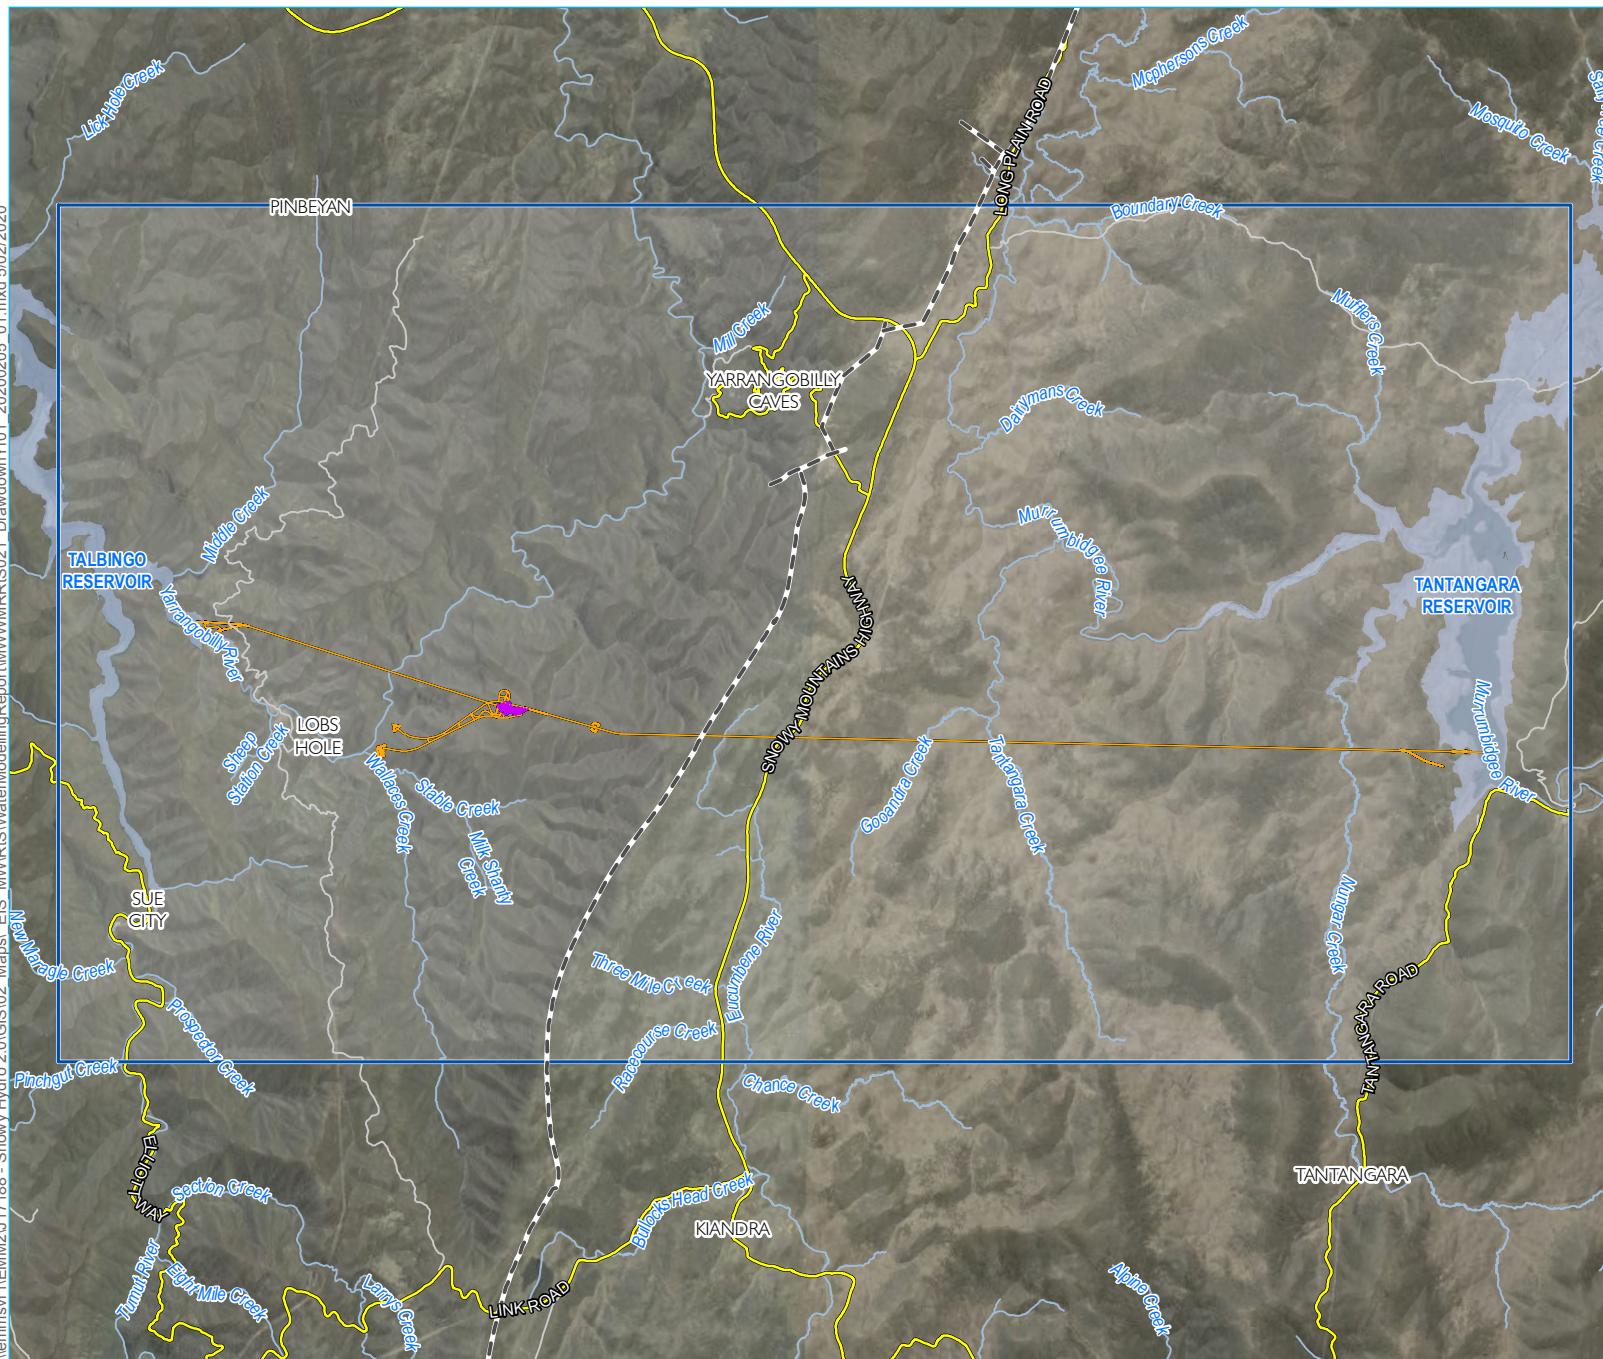 Lick Hole Creek
Mcphersons Creek
Mosquito Creek
LONG PLAIN ROAD
PINBEYAN
Boundary Creek
Mufflers Creek
Mill Creek
YARRANGOBILLY
CAVES
Dairymans Creek
Middle Creek
Murrumbidgee River
TALBINGO
RESERVOIR
TANTANGARA
RESERVOIR
Yarrangobilly River
SNOWY MOUNTAINS HIGHWAY
LOBS
HOLE
Sheep
Station Creek
Wallaces Creek
Stable Creek
Milk Shanty
Creek
Gooandra Creek
Tantangara Creek
Murrumbidgee River
SUE
CITY
New Maragle Creek
Three Mile Creek
Eucumbene River
Nungar Creek
TANTANGARA ROAD
Prospector Creek
Racecourse Creek
Pinchgut Creek
Chance Creek
ELLIOTT
WAY
Section Creek
Bullocks Head Creek
KIANDRA
TANTANGARA
Tumut River
Eight Mile Creek
Larrys Creek
LINK ROAD
Alpine Creek